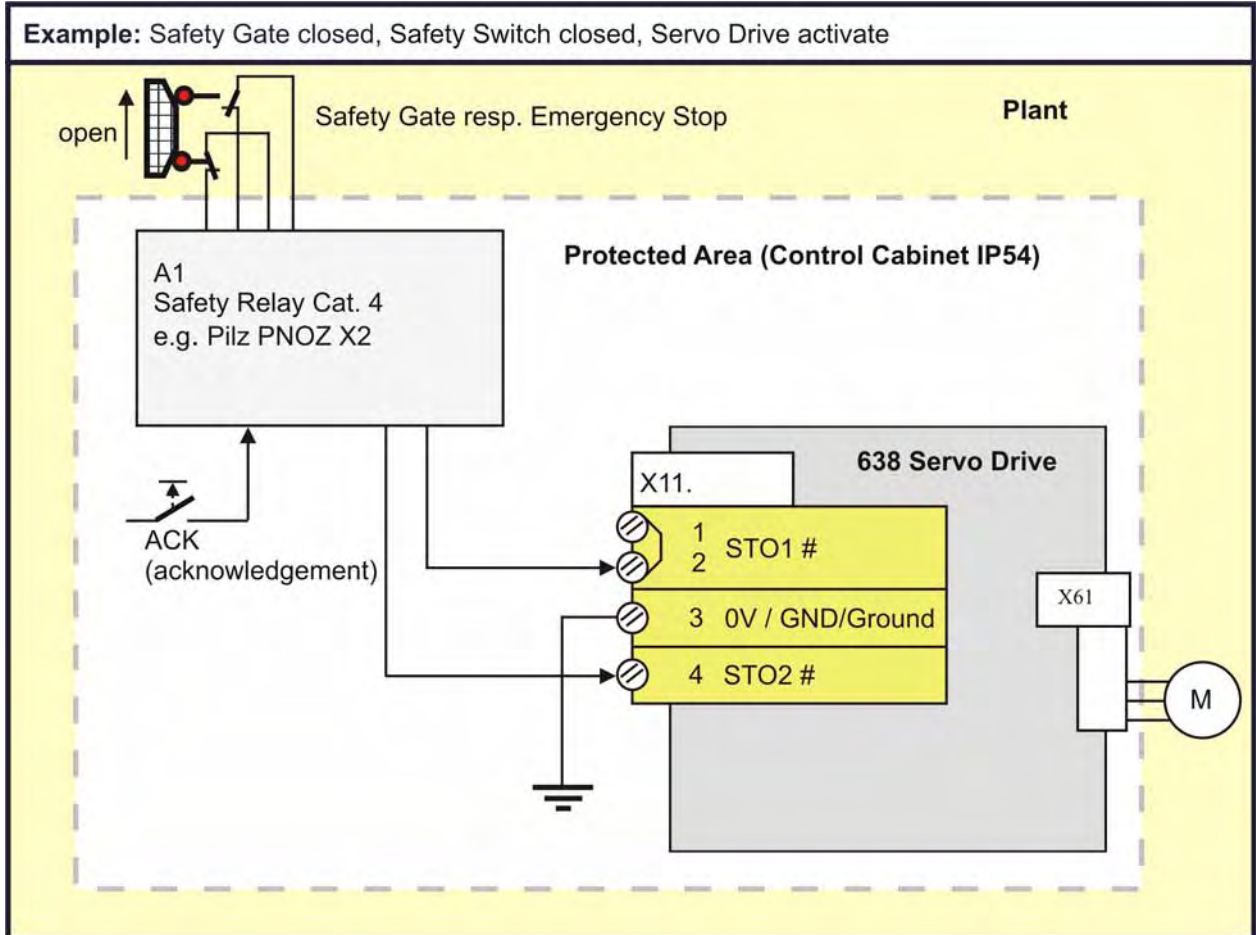 Example: Safety Gate closed, Safety Switch closed, Servo Drive activate
open
Safety Gate resp. Emergency Stop
Plant
Protected Area (Control Cabinet IP54)
A1
Safety Relay Cat. 4
e.g. Pilz PNOZ X2
ACK
(acknowledgement)
638 Servo Drive
X11.
1
2 STO1 #
3 0V / GND/Ground
4 STO2 #
X61
M